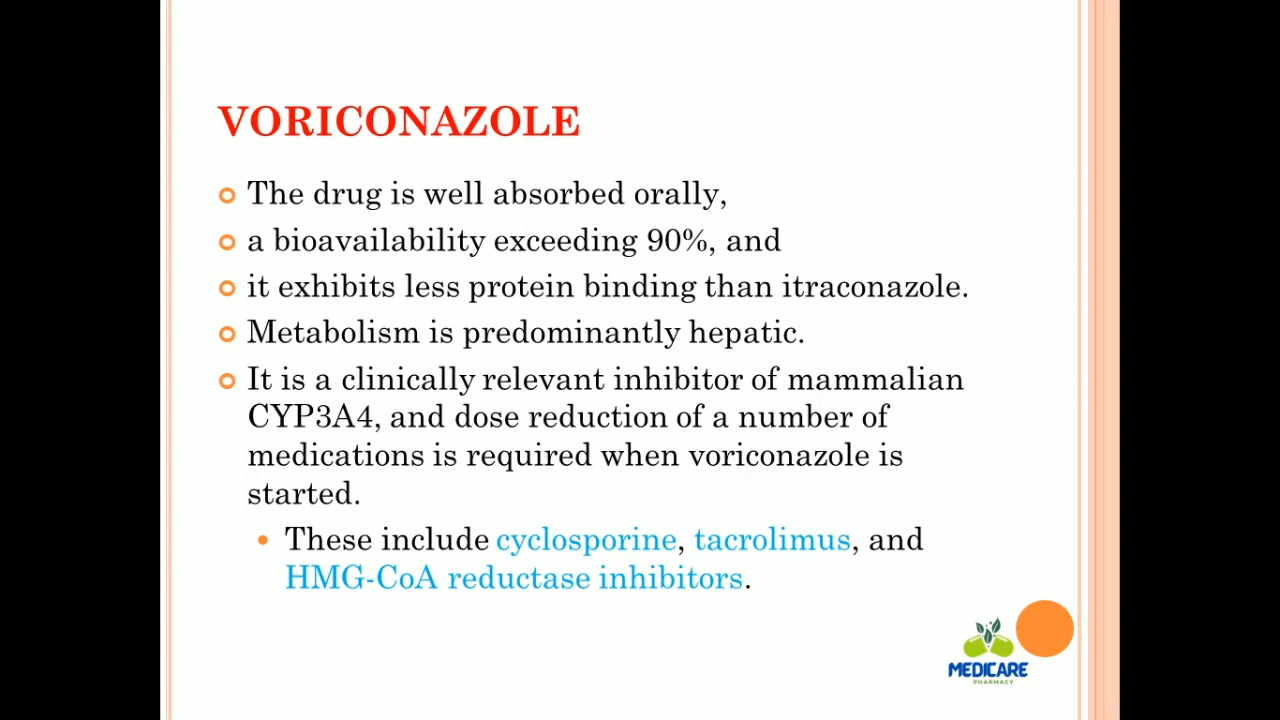 VORICONAZOLE
The drug is well absorbed orally,
a bioavailability exceeding 90%, and
it exhibits less protein binding than itraconazole.
Metabolism is predominantly hepatic.
It is a clinically relevant inhibitor of mammalian
CYP3A4, and dose reduction of a number of
medications is required when voriconazole is
started.
These include cyclosporine, tacrolimus, and
HMG-CoA reductase inhibitors.
MEDICARE
PHARMACY